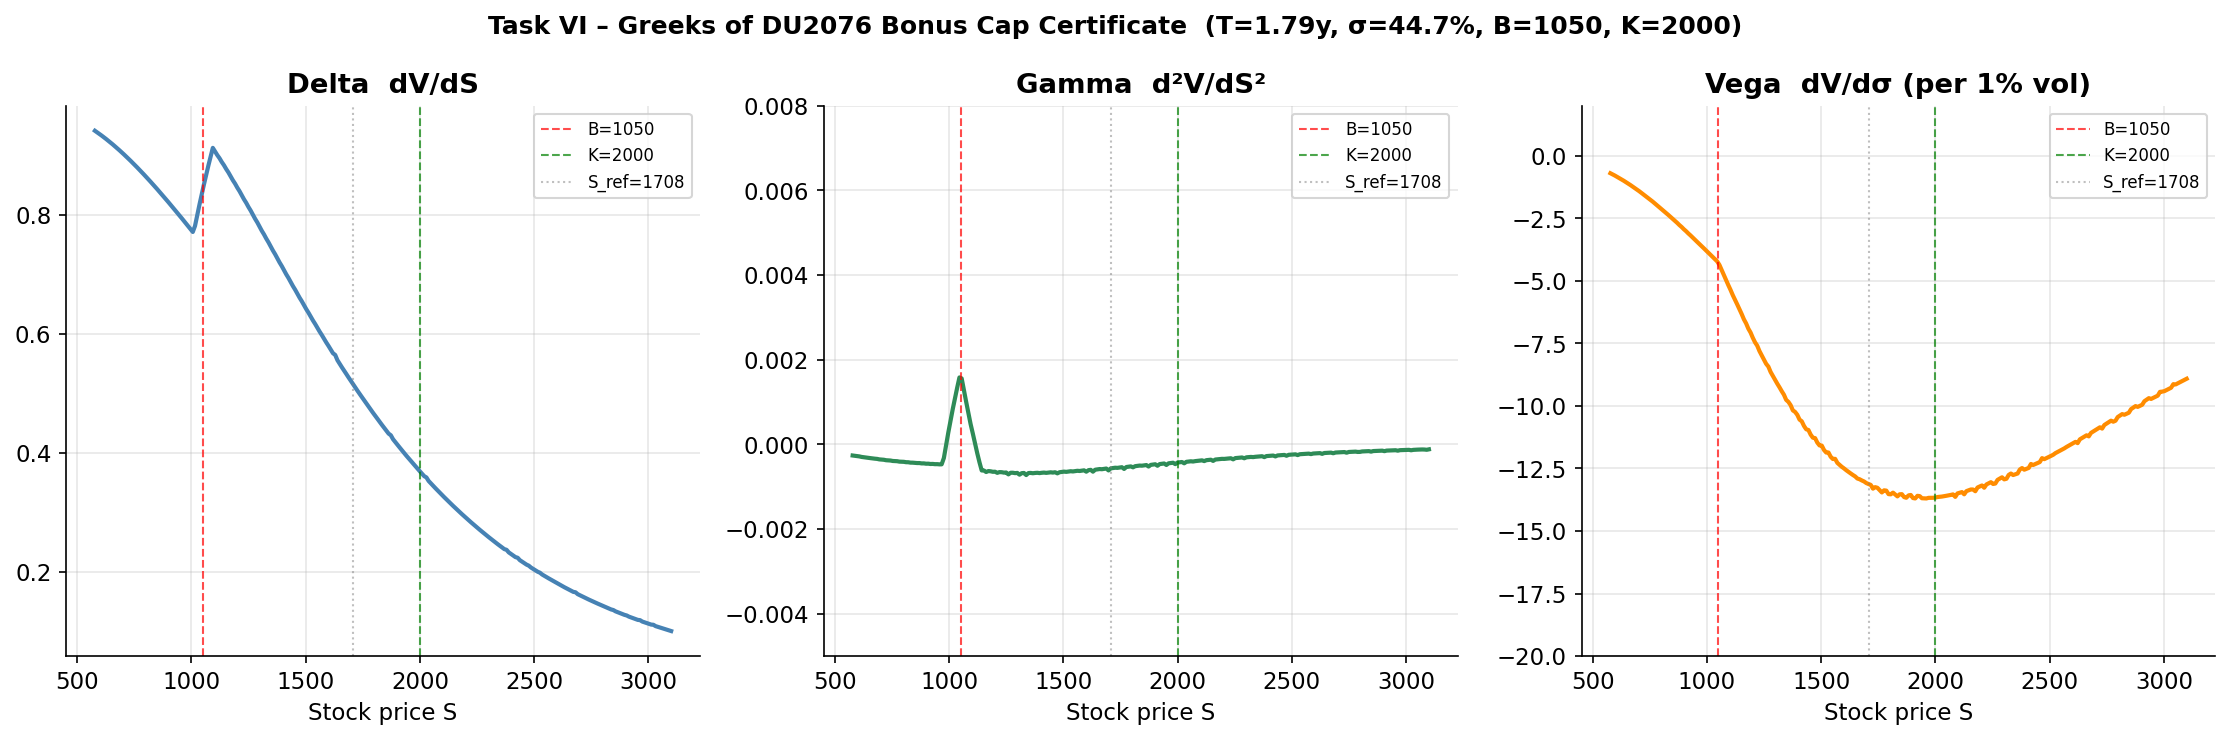 Task VI – Greeks of DU2076 Bonus Cap Certificate (T=1.79y, σ=44.7%, B=1050, K=2000)
Delta dV/dS
B=1050
K=2000
S_ref=1708
0.8
0.6
0.4
0.2
500 1000 1500 2000 2500 3000
Stock price S
Gamma d²V/dS²
B=1050
K=2000
S_ref=1708
0.008
0.006
0.004
0.002
0.000
−0.002
−0.004
500 1000 1500 2000 2500 3000
Stock price S
Vega dV/dσ (per 1% vol)
B=1050
K=2000
S_ref=1708
0.0
−2.5
−5.0
−7.5
−10.0
−12.5
−15.0
−17.5
−20.0
500 1000 1500 2000 2500 3000
Stock price S